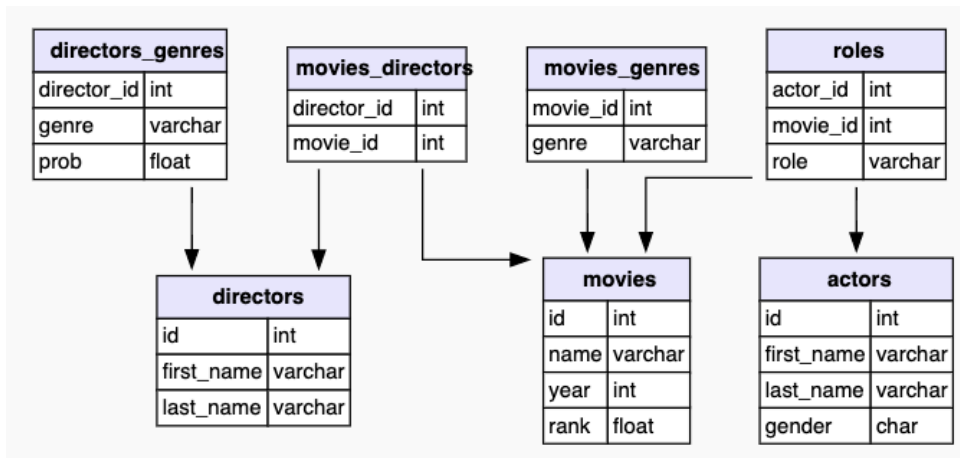 directors_genres
director_id int
genre varchar
prob float
movies_directors
director_id int
movie_id int
movies_genres
movie_id int
genre varchar
roles
actor_id int
movie_id int
role varchar
directors
id int
first_name varchar
last_name varchar
movies
id int
name varchar
year int
rank float
actors
id int
first_name varchar
last_name varchar
gender char